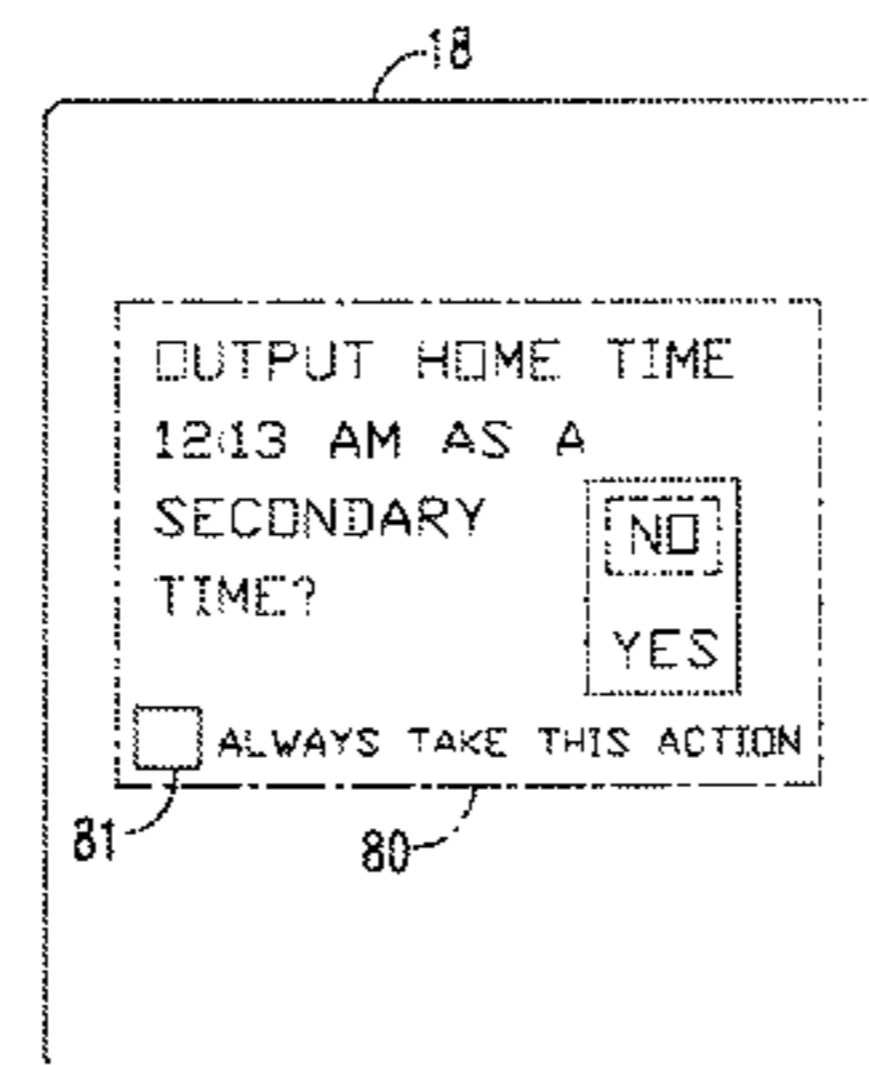 18
OUTPUT HOME TIME
12:13 AM AS A
SECONDARY
TIME?
NO
YES
ALWAYS TAKE THIS ACTION
81
80